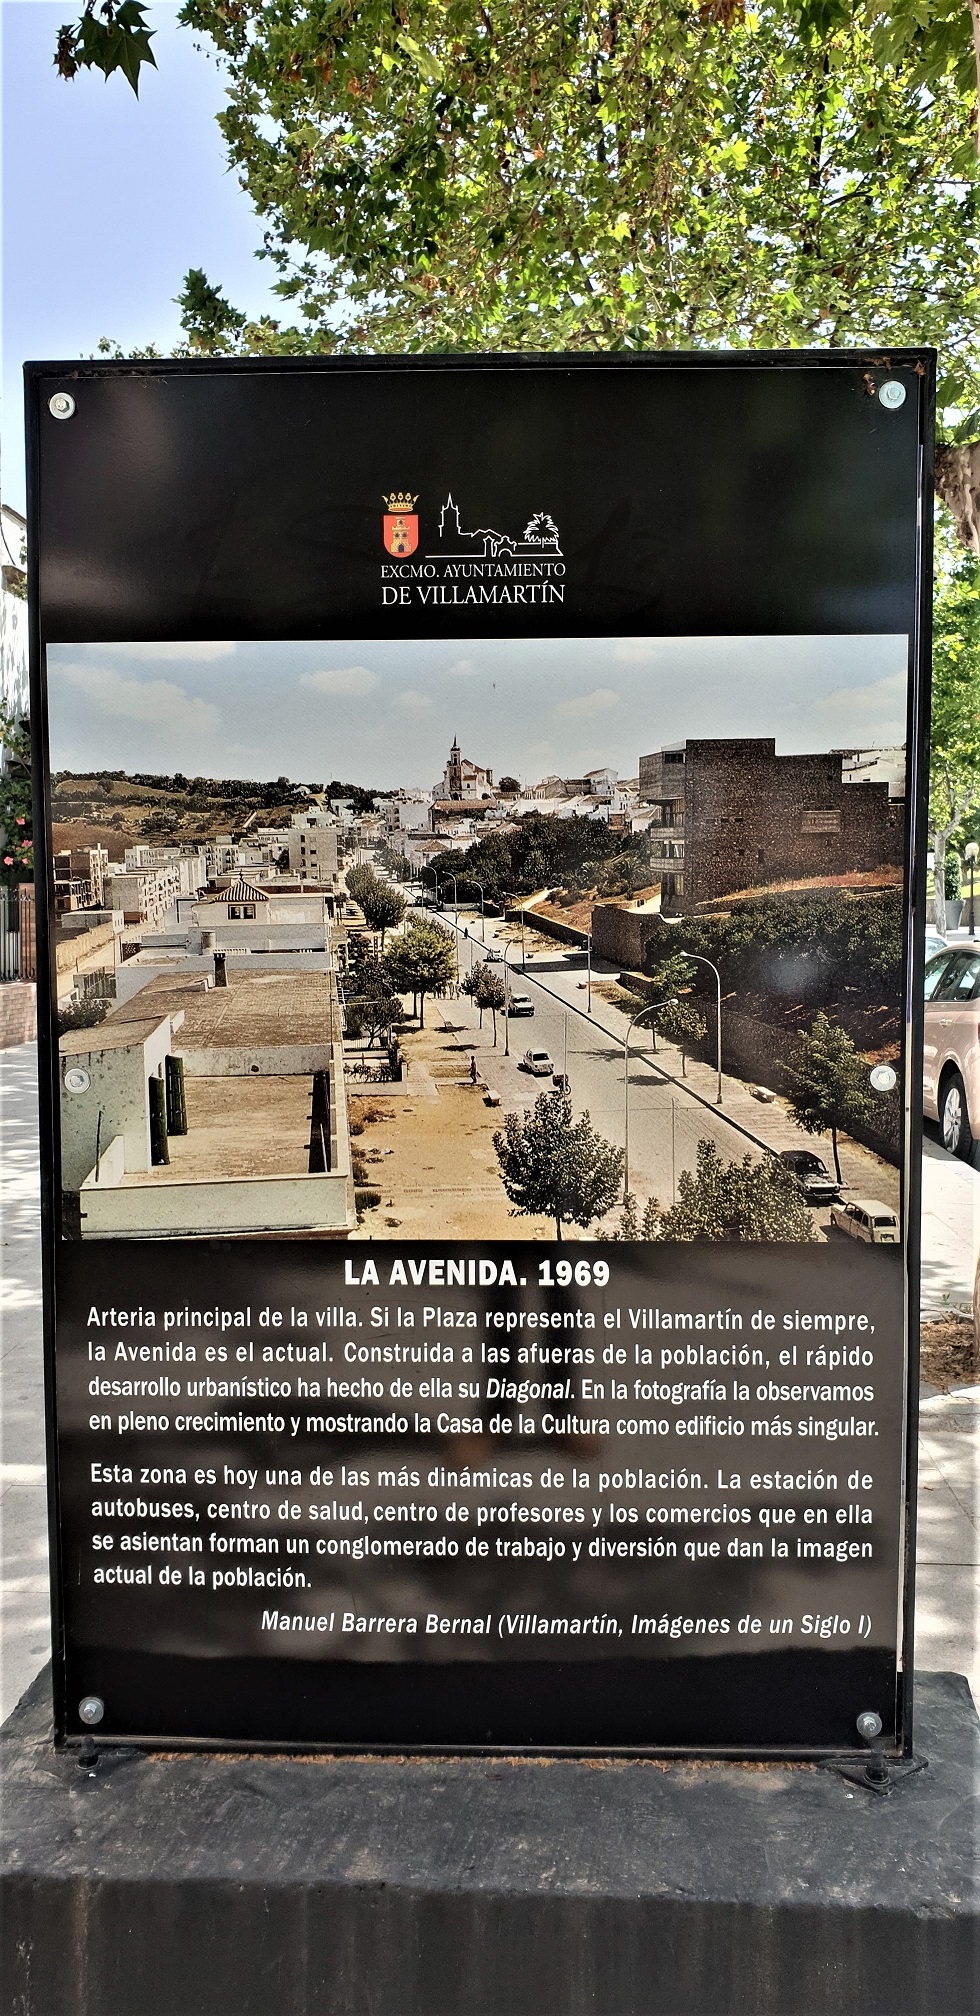 EXCMO. AYUNTAMIENTO
DE VILLAMARTÍN
LA AVENIDA. 1969
Arteria principal de la villa. Si la Plaza representa el Villamartín de siempre,
la Avenida es el actual. Construida a las afueras de la población, el rápido
desarrollo urbanístico ha hecho de ella su Diagonal. En la fotografía la observamos
en pleno crecimiento y mostrando la Casa de la Cultura como edificio más singular.
Esta zona es hoy una de las más dinámicas de la población. La estación de
autobuses, centro de salud, centro de profesores y los comercios que en ella
se asientan forman un conglomerado de trabajo y diversión que dan la imagen
actual de la población.
Manuel Barrera Bernal (Villamartín, Imágenes de un Siglo I)